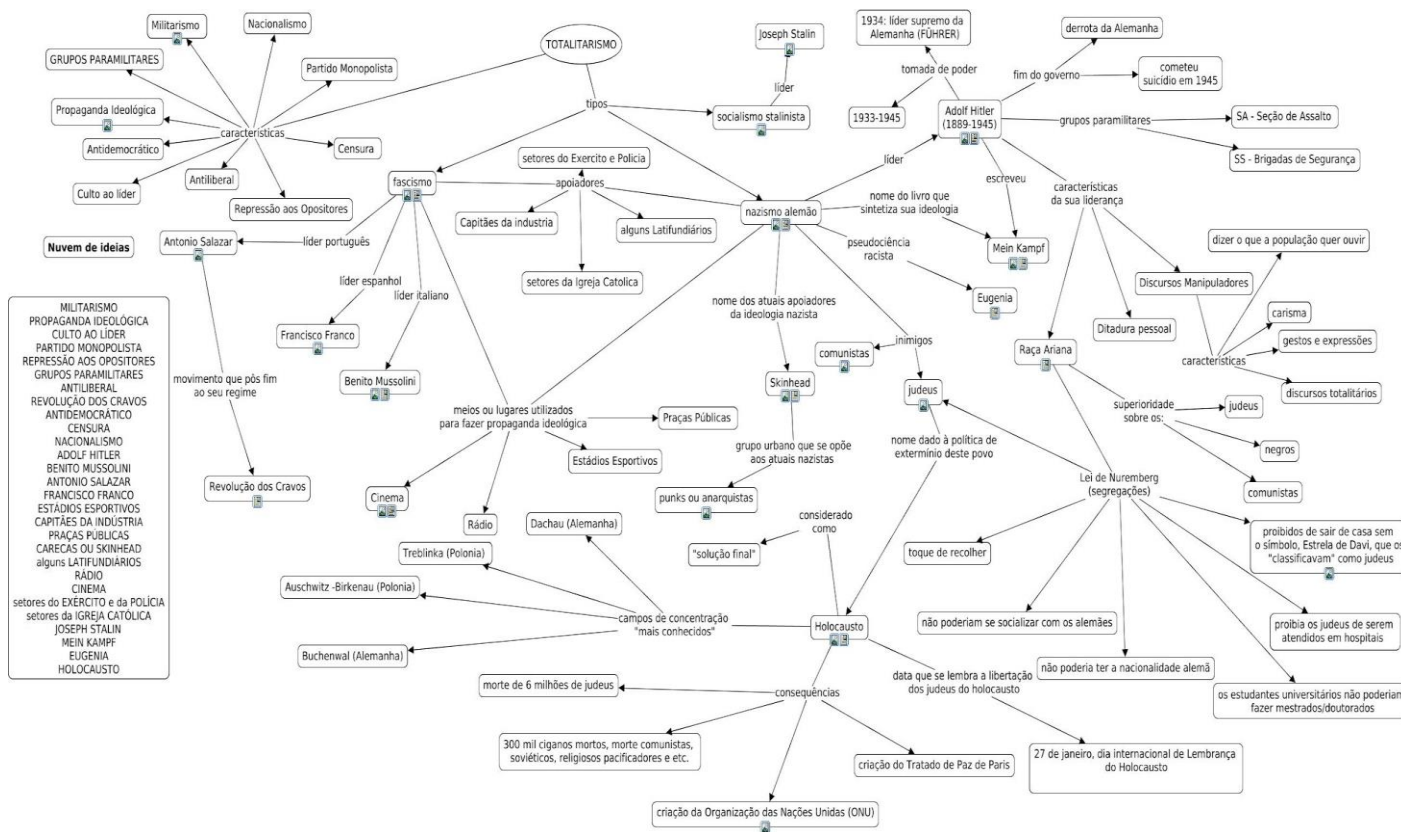 TOTALITARISMO
tipos
características
Militarismo
Nacionalismo
GRUPOS PARAMILITARES
Partido Monopolista
Propaganda Ideológica
Antidemocrático
Censura
Culto ao líder
Antiliberal
Repressão aos Opositores
Joseph Stalin
líder
socialismo stalinista
1934: líder supremo da
Alemanha (FÜHRER)
tomada de poder
1933-1945
derrota da Alemanha
fim do governo
cometeu
suicídio em 1945
Adolf Hitler
(1889-1945)
grupos paramilitares
SA - Seção de Assalto
SS - Brigadas de Segurança
líder
escreveu
características
da sua liderança
setores do Exercito e Policia
fascismo
apoiadores
Capitães da industria
alguns Latifundiários
setores da Igreja Catolica
nazismo alemão
nome do livro que
sintetiza sua ideologia
Mein Kampf
pseudociência
racista
Eugenia
dizer o que a população quer ouvir
Discursos Manipuladores
Ditadura pessoal
carisma
gestos e expressões
características
discursos totalitários
Raça Ariana
superioridade
sobre os:
judeus
negros
comunistas
Nuvem de ideias
Antonio Salazar
líder português
líder espanhol
líder italiano
Francisco Franco
Benito Mussolini
movimento que pôs fim
ao seu regime
Revolução dos Cravos
nome dos atuais apoiadores
da ideologia nazista
Skinhead
inimigos
comunistas
judeus
meios ou lugares utilizados
para fazer propaganda ideológica
Praças Públicas
Estádios Esportivos
Cinema
Rádio
grupo urbano que se opõe
aos atuais nazistas
punks ou anarquistas
nome dado à política de
extermínio deste povo
considerado
como
"solução final"
Lei de Nuremberg
(segregações)
toque de recolher
proibidos de sair de casa sem
o símbolo, Estrela de Davi, que os
"classificavam" como judeus
não poderiam se socializar com os alemães
proibia os judeus de serem
atendidos em hospitais
não poderia ter a nacionalidade alemã
os estudantes universitários não poderiam
fazer mestrados/doutorados
Dachau (Alemanha)
Treblinka (Polonia)
Auschwitz -Birkenau (Polonia)
campos de concentração
"mais conhecidos"
Buchenwal (Alemanha)
Holocausto
morte de 6 milhões de judeus
consequências
data que se lembra a libertação
dos judeus do holocausto
300 mil ciganos mortos, morte comunistas,
soviéticos, religiosos pacificadores e etc.
criação do Tratado de Paz de Paris
27 de janeiro, dia internacional de Lembrança
do Holocausto
criação da Organização das Nações Unidas (ONU)
MILITARISMO
PROPAGANDA IDEOLÓGICA
CULTO AO LÍDER
PARTIDO MONOPOLISTA
REPRESSÃO AOS OPOSITORES
GRUPOS PARAMILITARES
ANTILIBERAL
REVOLUÇÃO DOS CRAVOS
ANTIDEMOCRÁTICO
CENSURA
NACIONALISMO
ADOLF HITLER
BENITO MUSSOLINI
ANTONIO SALAZAR
FRANCISCO FRANCO
ESTÁDIOS ESPORTIVOS
CAPITÃES DA INDÚSTRIA
PRAÇAS PÚBLICAS
CARECAS OU SKINHEAD
alguns LATIFUNDIÁRIOS
RÁDIO
CINEMA
setores do EXÉRCITO e da POLÍCIA
setores da IGREJA CATÓLICA
JOSEPH STALIN
MEIN KAMPF
EUGENIA
HOLOCAUSTO